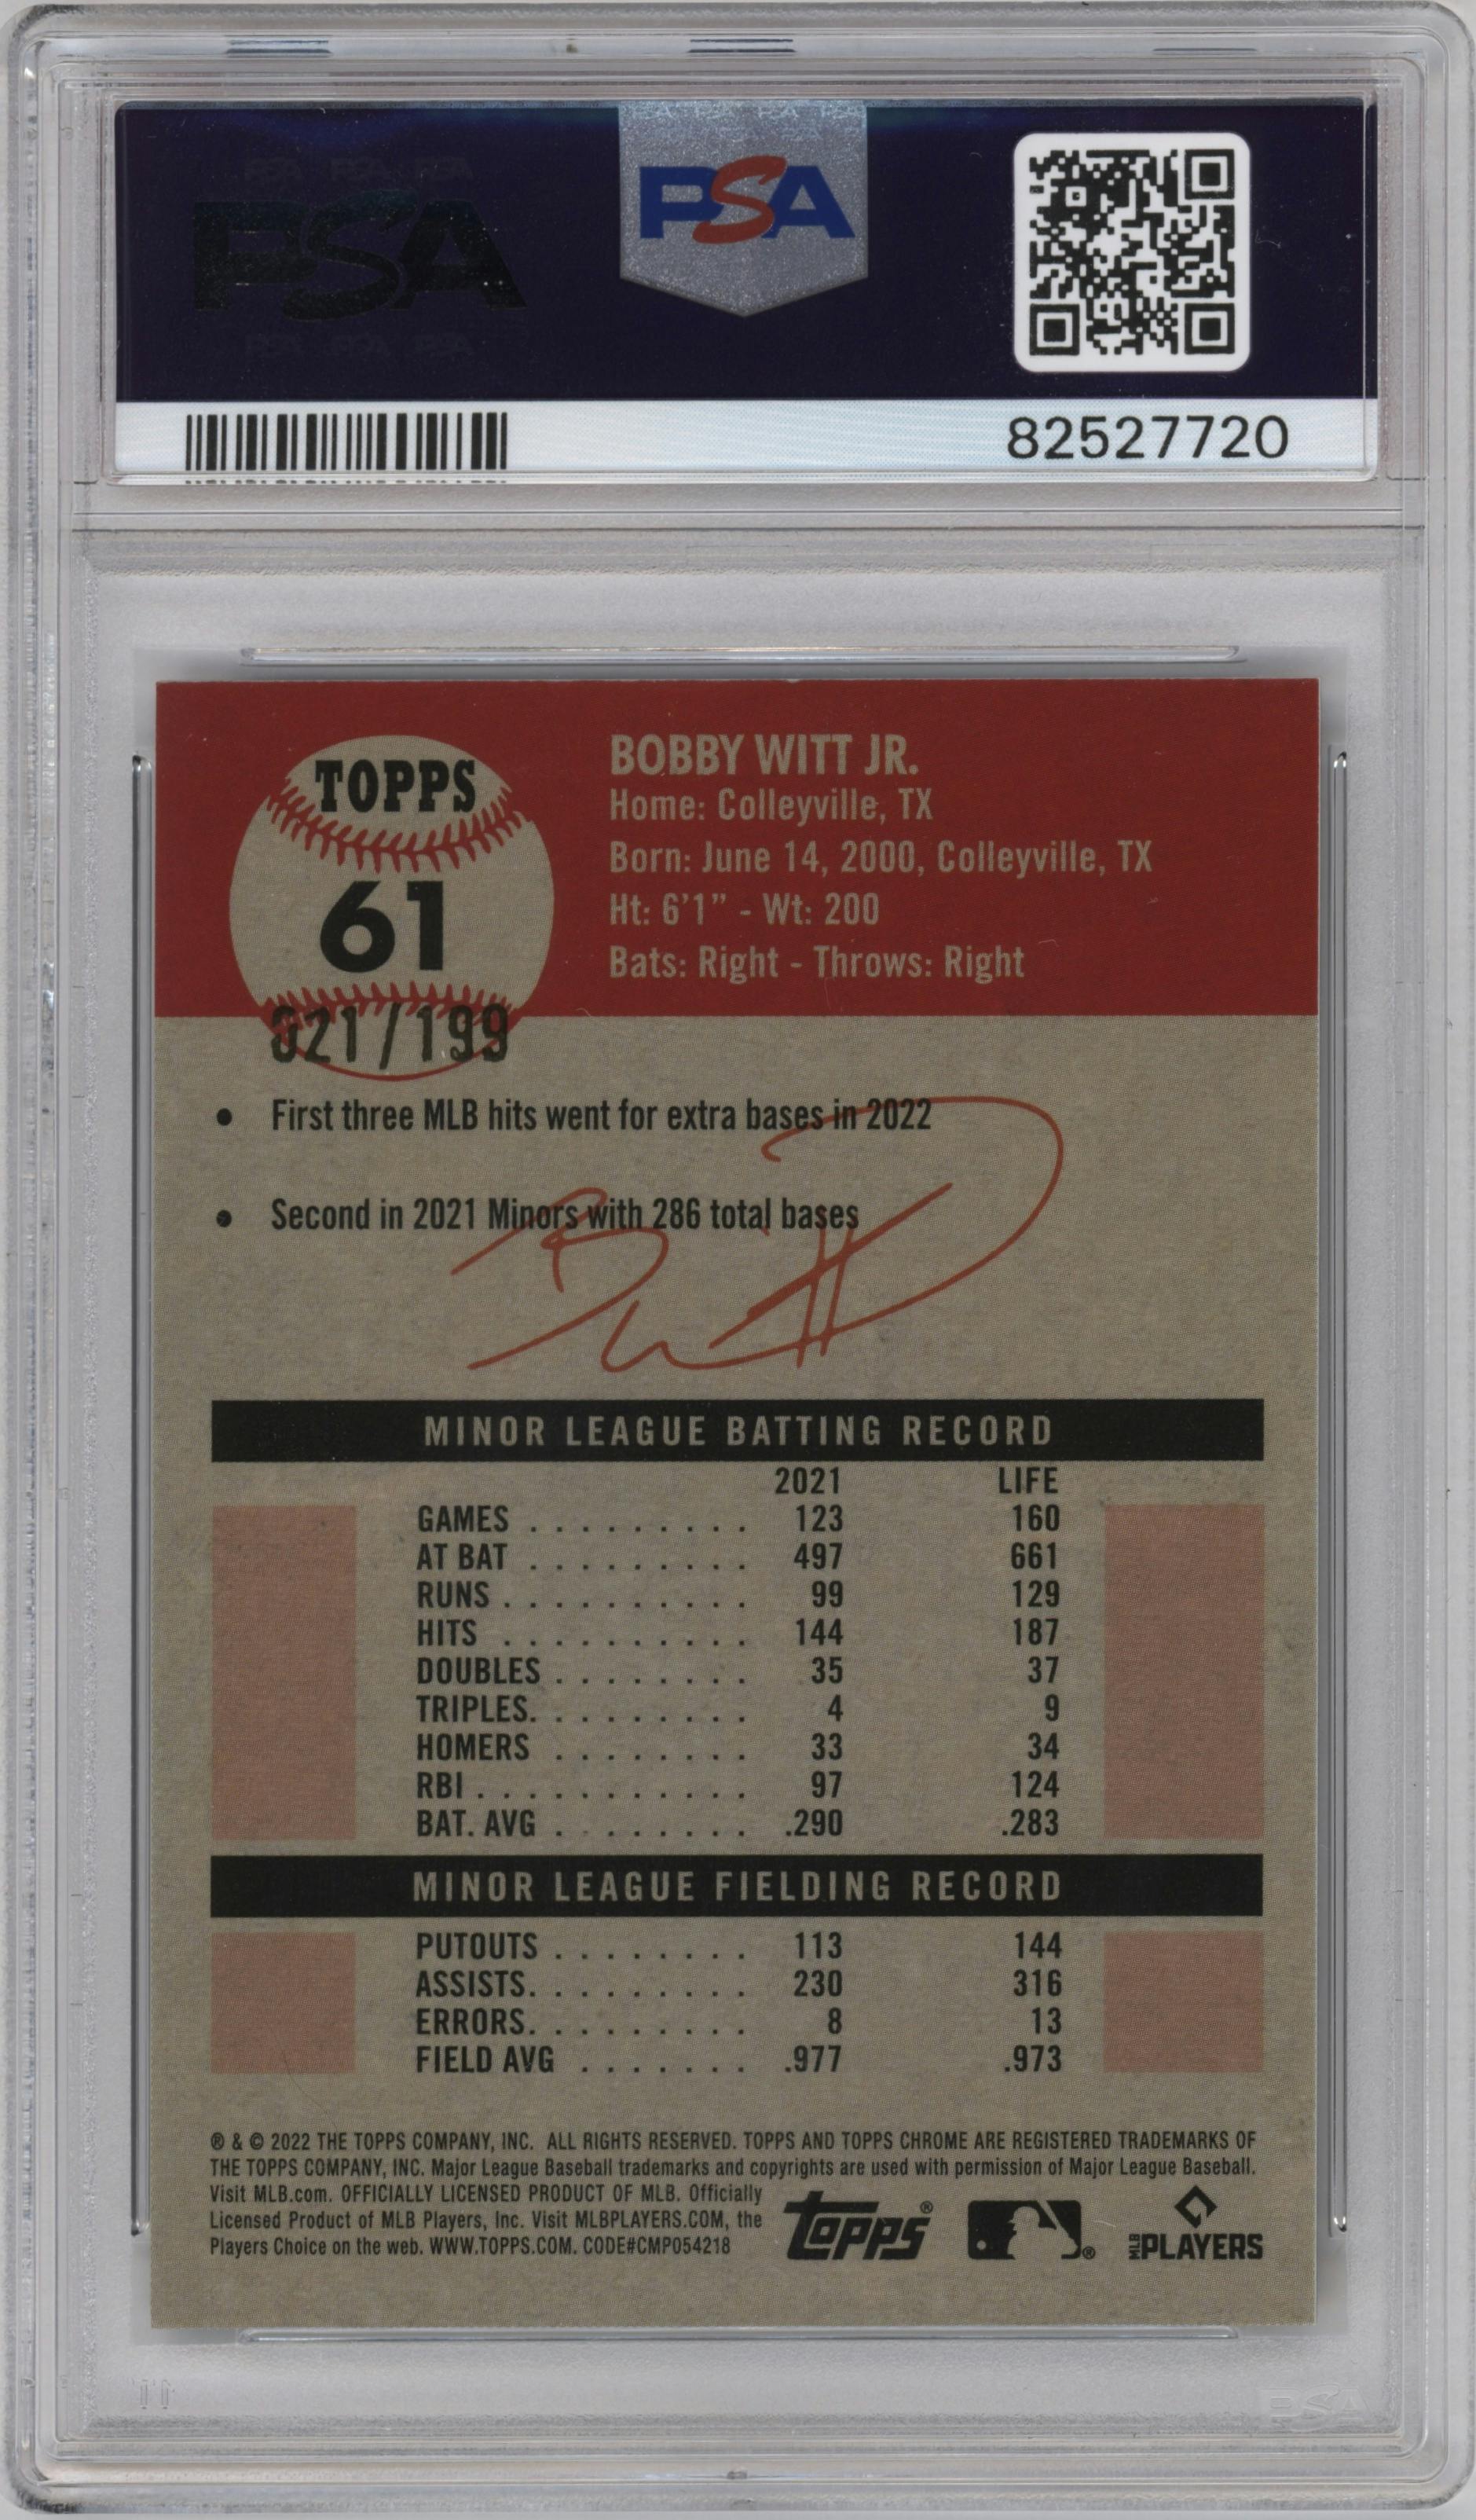 PSA
PSA
82527720
TOPPS
61
021/199
BOBBY WITT JR.
Home: Colleyville, TX
Born: June 14, 2000, Colleyville, TX
Ht: 6'1" - Wt: 200
Bats: Right - Throws: Right
• First three MLB hits went for extra bases in 2022
• Second in 2021 Minors with 286 total bases
MINOR LEAGUE BATTING RECORD
2021 LIFE
GAMES . . . . . . . . . 123 160
AT BAT . . . . . . . . . 497 661
RUNS . . . . . . . . . . 99 129
HITS . . . . . . . . . . 144 187
DOUBLES . . . . . . . . 35 37
TRIPLES. . . . . . . . . 4 9
HOMERS . . . . . . . . 33 34
RBI . . . . . . . . . . . 97 124
BAT. AVG . . . . . . . . .290 .283
MINOR LEAGUE FIELDING RECORD
PUTOUTS . . . . . . . . 113 144
ASSISTS. . . . . . . . . 230 316
ERRORS. . . . . . . . . 8 13
FIELD AVG . . . . . . . .977 .973
® & © 2022 THE TOPPS COMPANY, INC. ALL RIGHTS RESERVED. TOPPS AND TOPPS CHROME ARE REGISTERED TRADEMARKS OF
THE TOPPS COMPANY, INC. Major League Baseball trademarks and copyrights are used with permission of Major League Baseball.
Visit MLB.com. OFFICIALLY LICENSED PRODUCT OF MLB. Officially
Licensed Product of MLB Players, Inc. Visit MLBPLAYERS.COM, the
Players Choice on the web. WWW.TOPPS.COM. CODE#CMP054218
Topps ®
®
MLB PLAYERS
PSA